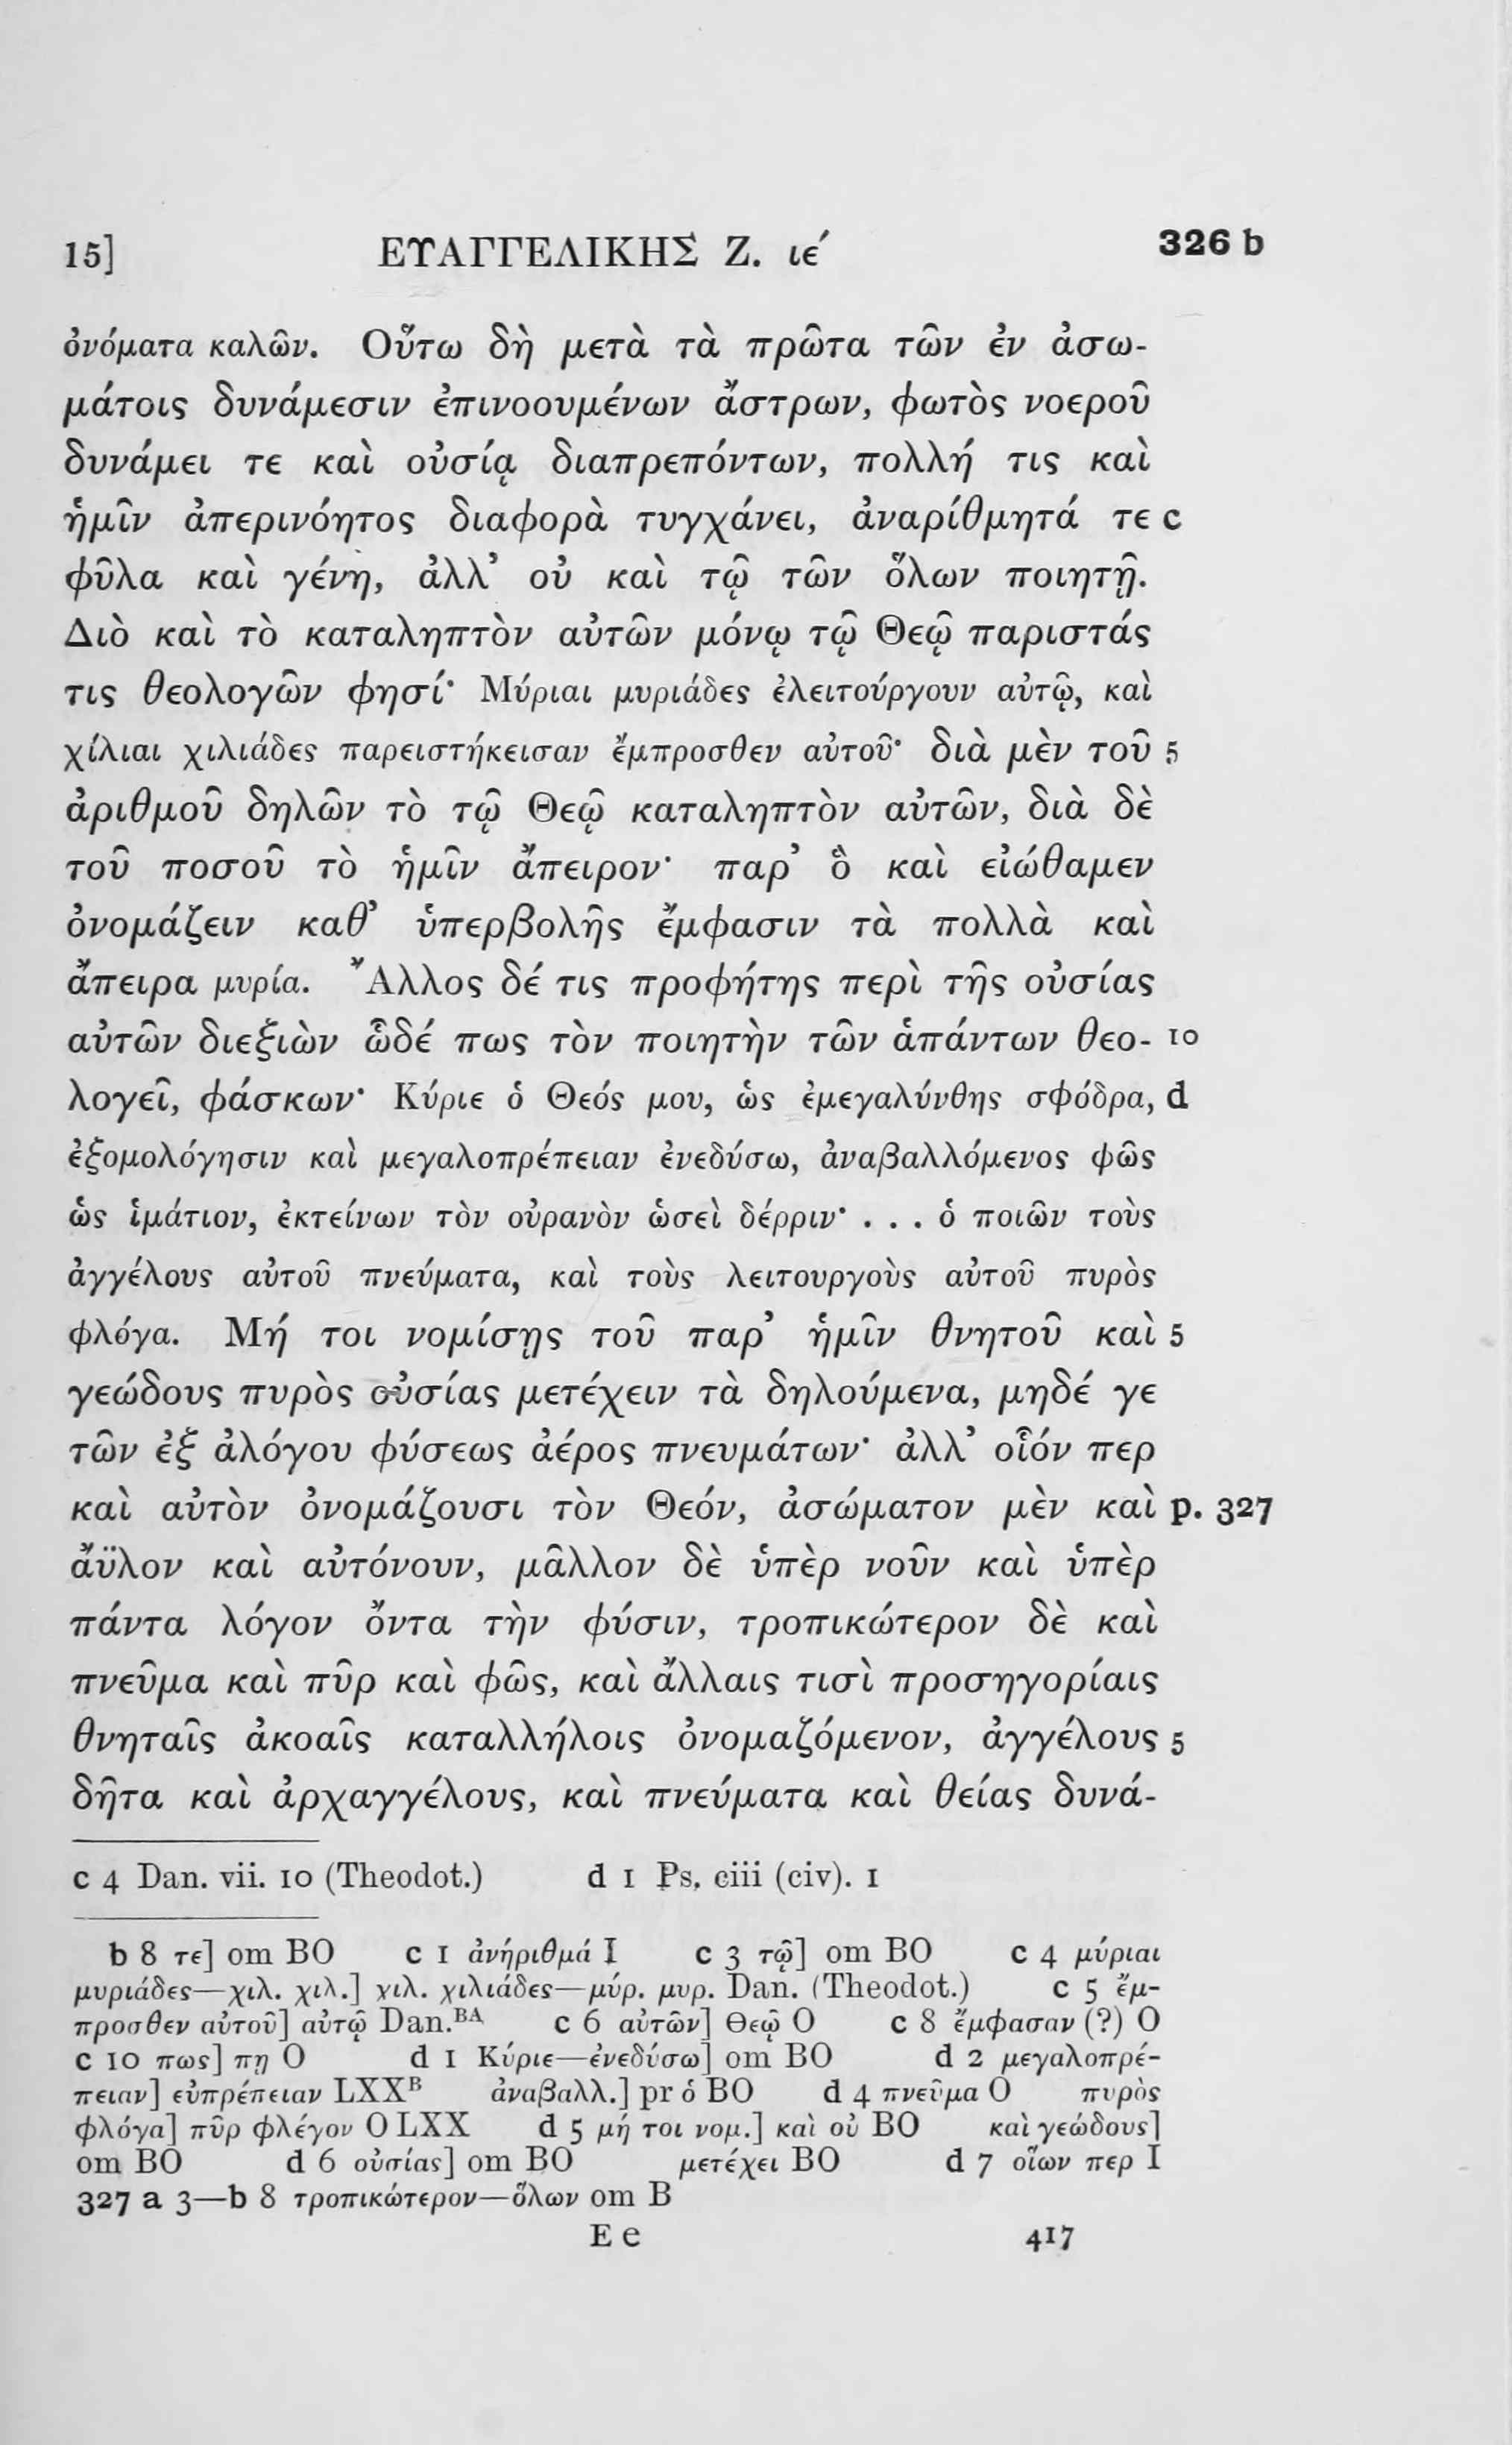 15] ΕΥΑΓΓΕΛΙΚΗΣ Ζ. ιέ 326 b
ὀνόματα καλῶν. Οὕτω δὴ μετὰ τὰ πρῶτα τῶν ἐν ἀσω-
μάτοις δυνάμεσιν ἐπινοουμένων ἄστρων, φωτὸς νοεροῦ
δυνάμει τε καὶ οὐσίᾳ διαπρεπόντων, πολλή τις καὶ
ἡμῖν ἀπερινόητος διαφορὰ τυγχάνει, ἀναρίθμητά τε c
φῦλα καὶ γένη, ἀλλ’ οὐ καὶ τῷ τῶν ὅλων ποιητῇ.
Διὸ καὶ τὸ καταληπτὸν αὐτῶν μόνῳ τῷ Θεῷ παριστάς
τις θεολογῶν φησί· Μύριαι μυριάδες ἐλειτούργουν αὐτῷ, καὶ
χίλιαι χιλιάδες παρειστήκεισαν ἔμπροσθεν αὐτοῦ· διὰ μὲν τοῦ 5
ἀριθμοῦ δηλῶν τὸ τῷ Θεῷ καταληπτὸν αὐτῶν, διὰ δὲ
τοῦ ποσοῦ τὸ ἡμῖν ἄπειρον· παρ’ ὃ καὶ εἰώθαμεν
ὀνομάζειν καθ’ ὑπερβολῆς ἔμφασιν τὰ πολλὰ καὶ
ἄπειρα μυρία. Ἄλλος δέ τις προφήτης περὶ τῆς οὐσίας
αὐτῶν διεξιὼν ὧδέ πως τὸν ποιητὴν τῶν ἁπάντων θεο- 10
λογεῖ, φάσκων· Κύριε ὁ Θεός μου, ὡς ἐμεγαλύνθης σφόδρα, d
ἐξομολόγησιν καὶ μεγαλοπρέπειαν ἐνεδύσω, ἀναβαλλόμενος φῶς
ὡς ἱμάτιον, ἐκτείνων τὸν οὐρανὸν ὡσεὶ δέρριν· . . . ὁ ποιῶν τοὺς
ἀγγέλους αὐτοῦ πνεύματα, καὶ τοὺς λειτουργοὺς αὐτοῦ πυρὸς
φλόγα. Μή τοι νομίσῃς τοῦ παρ’ ἡμῖν θνητοῦ καὶ 5
γεώδους πυρὸς οὐσίας μετέχειν τὰ δηλούμενα, μηδέ γε
τῶν ἐξ ἀλόγου φύσεως ἀέρος πνευμάτων· ἀλλ’ οἷόν περ
καὶ αὐτὸν ὀνομάζουσι τὸν Θεόν, ἀσώματον μὲν καὶ p. 327
ἄϋλον καὶ αὐτόνουν, μᾶλλον δὲ ὑπὲρ νοῦν καὶ ὑπὲρ
πάντα λόγον ὄντα τὴν φύσιν, τροπικώτερον δὲ καὶ
πνεῦμα καὶ πῦρ καὶ φῶς, καὶ ἄλλαις τισὶ προσηγορίαις
θνηταῖς ἀκοαῖς καταλλήλοις ὀνομαζόμενον, ἀγγέλους 5
δῆτα καὶ ἀρχαγγέλους, καὶ πνεύματα καὶ θείας δυνά-
c 4 Dan. vii. 10 (Theodot.) d 1 Ps. ciii (civ). 1
b 8 τε] om BO c 1 ἀνήριθμά I c 3 τῷ] om BO c 4 μύριαι
μυριάδες—χιλ. χιλ.] χιλ. χιλιάδες—μύρ. μυρ. Dan. (Theodot.) c 5 ἔμ-
προσθεν αὐτοῦ] αὐτῷ Dan.ᴮᴬ c 6 αὐτῶν] Θεῷ O c 8 ἔμφασαν (?) O
c 10 πως] πῃ O d 1 Κύριε—ἐνεδύσω] om BO d 2 μεγαλοπρέ-
πειαν] εὐπρέπειαν LXXᴮ ἀναβαλλ.] pr ὁ BO d 4 πνεῦμα O πυρὸς
φλόγα] πῦρ φλέγον O LXX d 5 μή τοι νομ.] καὶ οὐ BO καὶ γεώδους]
om BO d 6 οὐσίας] om BO μετέχει BO d 7 οἵων περ I
327 a 3—b 8 τροπικώτερον—ὅλων om B
E e 417